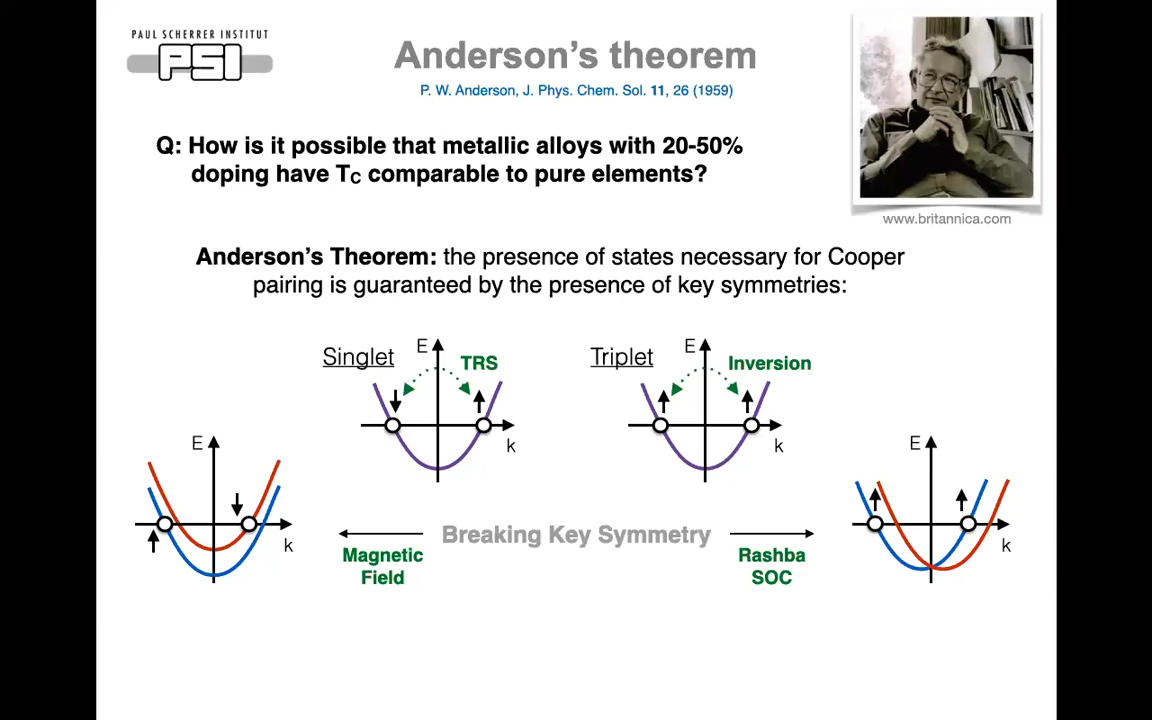 PAUL SCHERRER INSTITUT
PSI
Anderson's theorem
P. W. Anderson, J. Phys. Chem. Sol. 11, 26 (1959)
Q: How is it possible that metallic alloys with 20-50%
doping have Tc comparable to pure elements?
www.britannica.com
Anderson's Theorem: the presence of states necessary for Cooper
pairing is guaranteed by the presence of key symmetries:
Singlet
E
TRS
k
Triplet
E
Inversion
k
E
k
Breaking Key Symmetry
Magnetic
Field
Rashba
SOC
E
k